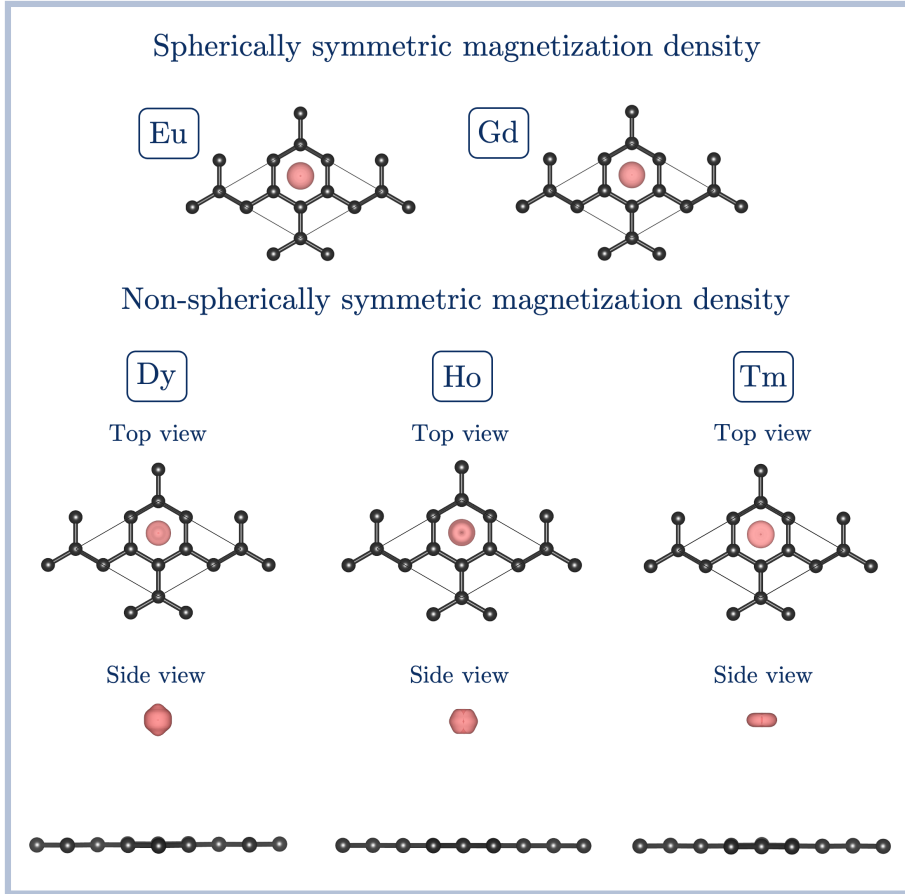 Spherically symmetric magnetization density
Eu
Gd
Non-spherically symmetric magnetization density
Dy
Ho
Tm
Top view
Top view
Top view
Side view
Side view
Side view